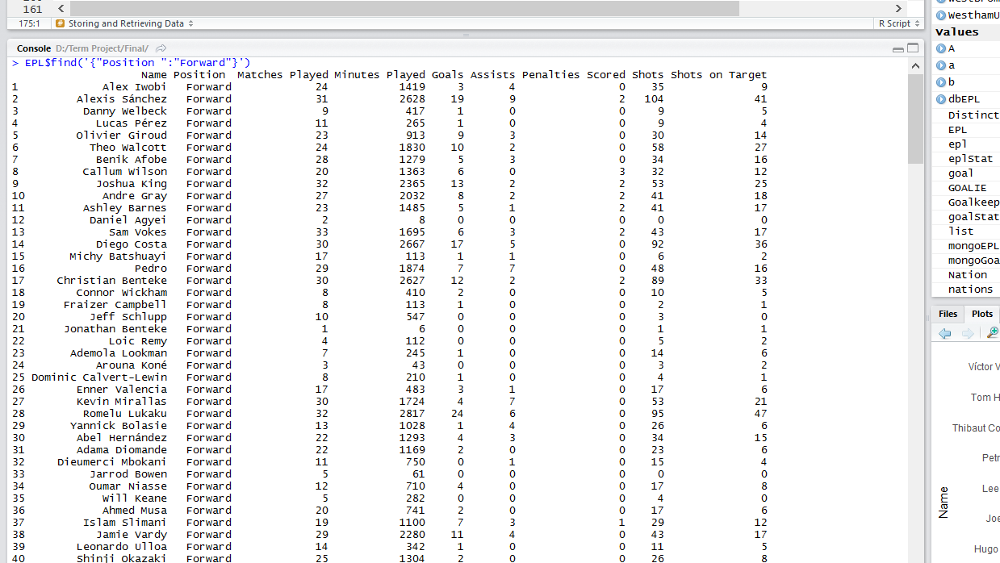 161
175:1 Storing and Retrieving Data R Script
Console D:/Term Project/Final/
> EPL$find('{"Position ":"Forward"}')
Name Position Matches Played Minutes Played Goals Assists Penalties Scored Shots Shots on Target
1 Alex Iwobi Forward 24 1419 3 4 0 35 9
2 Alexis Sánchez Forward 31 2628 19 9 2 104 41
3 Danny Welbeck Forward 9 417 1 0 0 9 5
4 Lucas Pérez Forward 11 265 1 0 0 9 4
5 Olivier Giroud Forward 23 913 9 3 0 30 14
6 Theo Walcott Forward 24 1830 10 2 0 58 27
7 Benik Afobe Forward 28 1279 5 3 0 34 16
8 Callum Wilson Forward 20 1363 6 0 3 32 12
9 Joshua King Forward 32 2365 13 2 2 53 25
10 Andre Gray Forward 27 2032 8 2 2 41 18
11 Ashley Barnes Forward 23 1485 5 1 2 41 17
12 Daniel Agyei Forward 2 8 0 0 0 0 0
13 Sam Vokes Forward 33 1695 6 3 2 43 17
14 Diego Costa Forward 30 2667 17 5 0 92 36
15 Michy Batshuayi Forward 17 113 1 1 0 6 2
16 Pedro Forward 29 1874 7 7 0 48 16
17 Christian Benteke Forward 30 2627 12 2 2 89 33
18 Connor Wickham Forward 8 410 2 0 0 10 5
19 Fraizer Campbell Forward 8 113 1 0 0 2 1
20 Jeff Schlupp Forward 10 547 0 0 0 3 0
21 Jonathan Benteke Forward 1 6 0 0 0 1 1
22 Loic Remy Forward 4 112 0 0 0 5 2
23 Ademola Lookman Forward 7 245 1 0 0 14 6
24 Arouna Koné Forward 3 43 0 0 0 3 2
25 Dominic Calvert-Lewin Forward 8 210 1 0 0 4 1
26 Enner Valencia Forward 17 483 3 1 0 17 6
27 Kevin Mirallas Forward 30 1724 4 7 0 53 21
28 Romelu Lukaku Forward 32 2817 24 6 0 95 47
29 Yannick Bolasie Forward 13 1028 1 4 0 26 6
30 Abel Hernández Forward 22 1293 4 3 0 34 15
31 Adama Diomande Forward 22 1169 2 0 0 23 6
32 Dieumerci Mbokani Forward 11 750 0 1 0 15 4
33 Jarrod Bowen Forward 5 61 0 0 0 0 0
34 Oumar Niasse Forward 12 710 4 0 0 17 8
35 Will Keane Forward 5 282 0 0 0 4 0
36 Ahmed Musa Forward 20 741 2 0 0 17 6
37 Islam Slimani Forward 19 1100 7 3 1 29 12
38 Jamie Vardy Forward 29 2280 11 4 0 43 17
39 Leonardo Ulloa Forward 14 342 1 0 0 11 5
40 Shinji Okazaki Forward 25 1304 2 0 0 26 8
WesthamU
Values
A
a
b
dbEPL
Distinct
EPL
epl
eplStat
goal
GOALIE
Goalkeep
goalStat
list
mongoEPL
mongoGoa
Nation
nations
Files Plots
Víctor V
Tom H
Thibaut Co
Petr
Lee
Joe
Hugo
Name